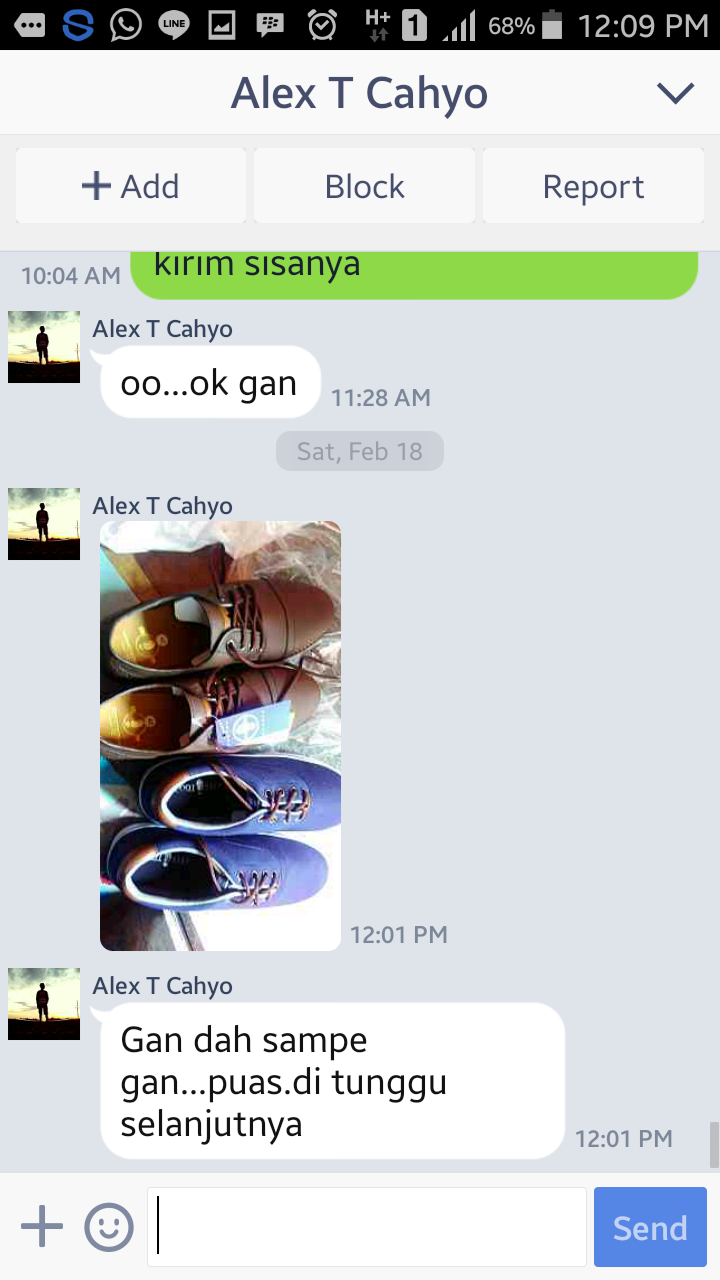 LINE
H+
1
68%
12:09 PM
Alex T Cahyo
+ Add
Block
Report
kirim sisanya
10:04 AM
Alex T Cahyo
oo...ok gan
11:28 AM
Sat, Feb 18
Alex T Cahyo
12:01 PM
Alex T Cahyo
Gan dah sampe
gan...puas.di tunggu
selanjutnya
12:01 PM
Send